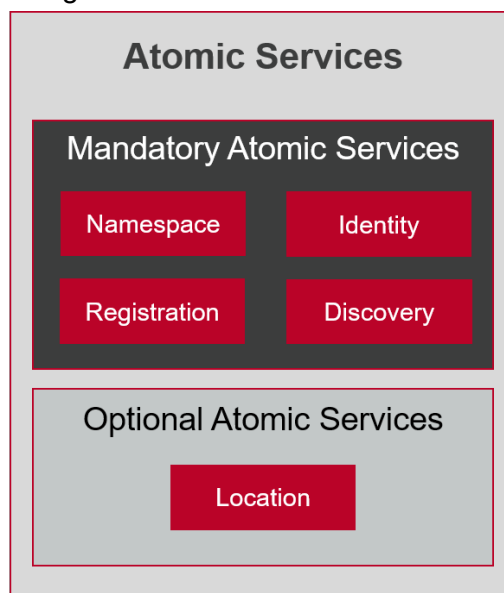 Atomic Services
Mandatory Atomic Services
Namespace
Identity
Registration
Discovery
Optional Atomic Services
Location